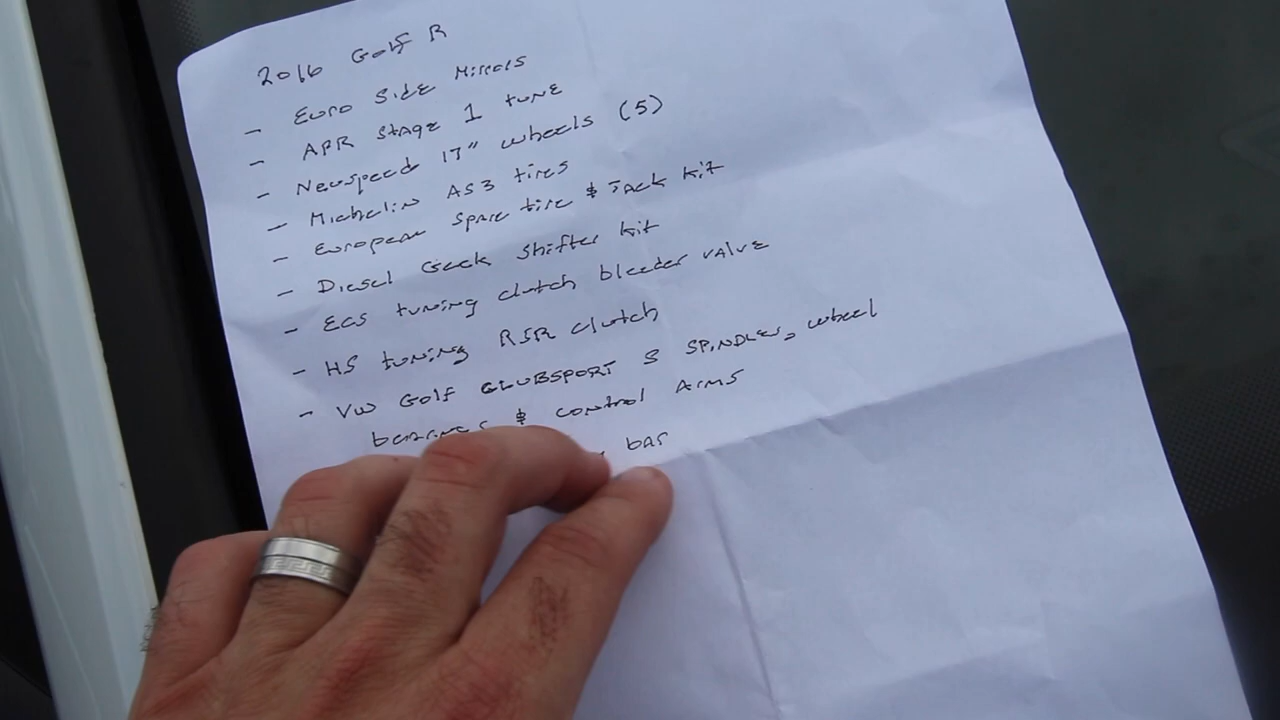 2016 Golf R
- Euro Side Mirrors
- APR Stage 1 tune
- Neuspeed 17" wheels (5)
- Michelin AS3 tires
- European Spare tire & Jack kit
- Diesel Geek Shifter kit
- ECS tuning clutch bleeder valve
- HS tuning RSR clutch
- VW Golf CLUBSPORT S SPINDLES, wheel
bearings & control Arms
bar